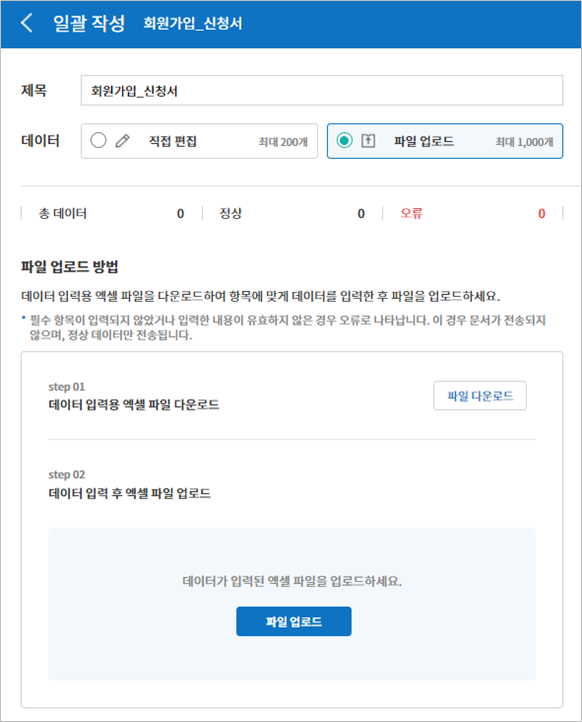 일괄 작성 회원가입_신청서
제목 회원가입_신청서
데이터 직접 편집 최대 200개 파일 업로드 최대 1,000개
총 데이터 0 정상 0 오류 0
파일 업로드 방법
데이터 입력용 엑셀 파일을 다운로드하여 항목에 맞게 데이터를 입력한 후 파일을 업로드하세요.
* 필수 항목이 입력되지 않았거나 입력한 내용이 유효하지 않은 경우 오류로 나타납니다. 이 경우 문서가 전송되지
않으며, 정상 데이터만 전송됩니다.
step 01
데이터 입력용 엑셀 파일 다운로드 파일 다운로드
step 02
데이터 입력 후 엑셀 파일 업로드
데이터가 입력된 엑셀 파일을 업로드하세요.
파일 업로드